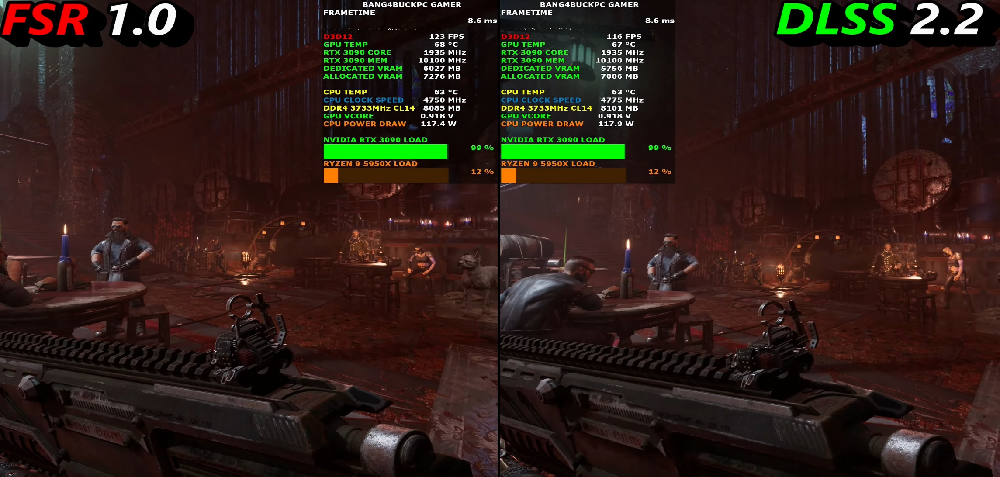 FSR 1.0
BANG4BUCKPC GAMER
FRAMETIME
8.6 ms
D3D12 123 FPS
GPU TEMP 68 °C
RTX 3090 CORE 1935 MHz
RTX 3090 MEM 10100 MHz
DEDICATED VRAM 6027 MB
ALLOCATED VRAM 7276 MB
CPU TEMP 63 °C
CPU CLOCK SPEED 4750 MHz
DDR4 3733MHz CL14 8085 MB
GPU VCORE 0.918 V
CPU POWER DRAW 117.4 W
NVIDIA RTX 3090 LOAD
99 %
RYZEN 9 5950X LOAD
12 %
BANG4BUCKPC GAMER
FRAMETIME
8.6 ms
D3D12 116 FPS
GPU TEMP 67 °C
RTX 3090 CORE 1935 MHz
RTX 3090 MEM 10100 MHz
DEDICATED VRAM 5756 MB
ALLOCATED VRAM 7006 MB
CPU TEMP 63 °C
CPU CLOCK SPEED 4775 MHz
DDR4 3733MHz CL14 8101 MB
GPU VCORE 0.918 V
CPU POWER DRAW 117.9 W
NVIDIA RTX 3090 LOAD
99 %
RYZEN 9 5950X LOAD
12 %
DLSS 2.2